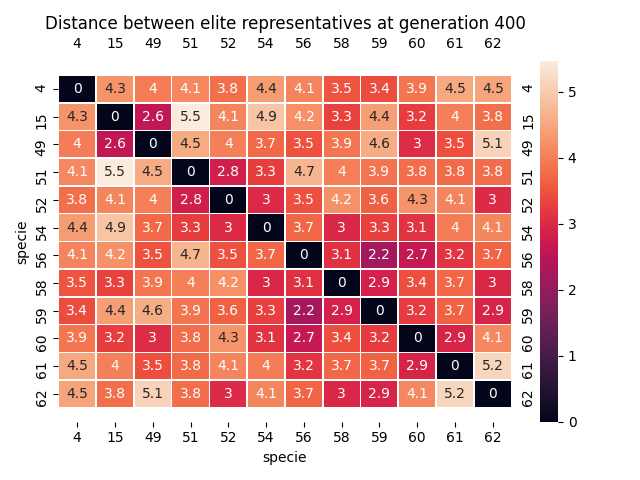 Distance between elite representatives at generation 400
4 15 49 51 52 54 56 58 59 60 61 62
4 0 4.3 4 4.1 3.8 4.4 4.1 3.5 3.4 3.9 4.5 4.5 4
15 4.3 0 2.6 5.5 4.1 4.9 4.2 3.3 4.4 3.2 4 3.8 15
49 4 2.6 0 4.5 4 3.7 3.5 3.9 4.6 3 3.5 5.1 49
51 4.1 5.5 4.5 0 2.8 3.3 4.7 4 3.9 3.8 3.8 3.8 51
52 3.8 4.1 4 2.8 0 3 3.5 4.2 3.6 4.3 4.1 3 52
54 4.4 4.9 3.7 3.3 3 0 3.7 3 3.3 3.1 4 4.1 54
56 4.1 4.2 3.5 4.7 3.5 3.7 0 3.1 2.2 2.7 3.2 3.7 56
58 3.5 3.3 3.9 4 4.2 3 3.1 0 2.9 3.4 3.7 3 58
59 3.4 4.4 4.6 3.9 3.6 3.3 2.2 2.9 0 3.2 3.7 2.9 59
60 3.9 3.2 3 3.8 4.3 3.1 2.7 3.4 3.2 0 2.9 4.1 60
61 4.5 4 3.5 3.8 4.1 4 3.2 3.7 3.7 2.9 0 5.2 61
62 4.5 3.8 5.1 3.8 3 4.1 3.7 3 2.9 4.1 5.2 0 62
4 15 49 51 52 54 56 58 59 60 61 62
specie
specie
5
4
3
2
1
0